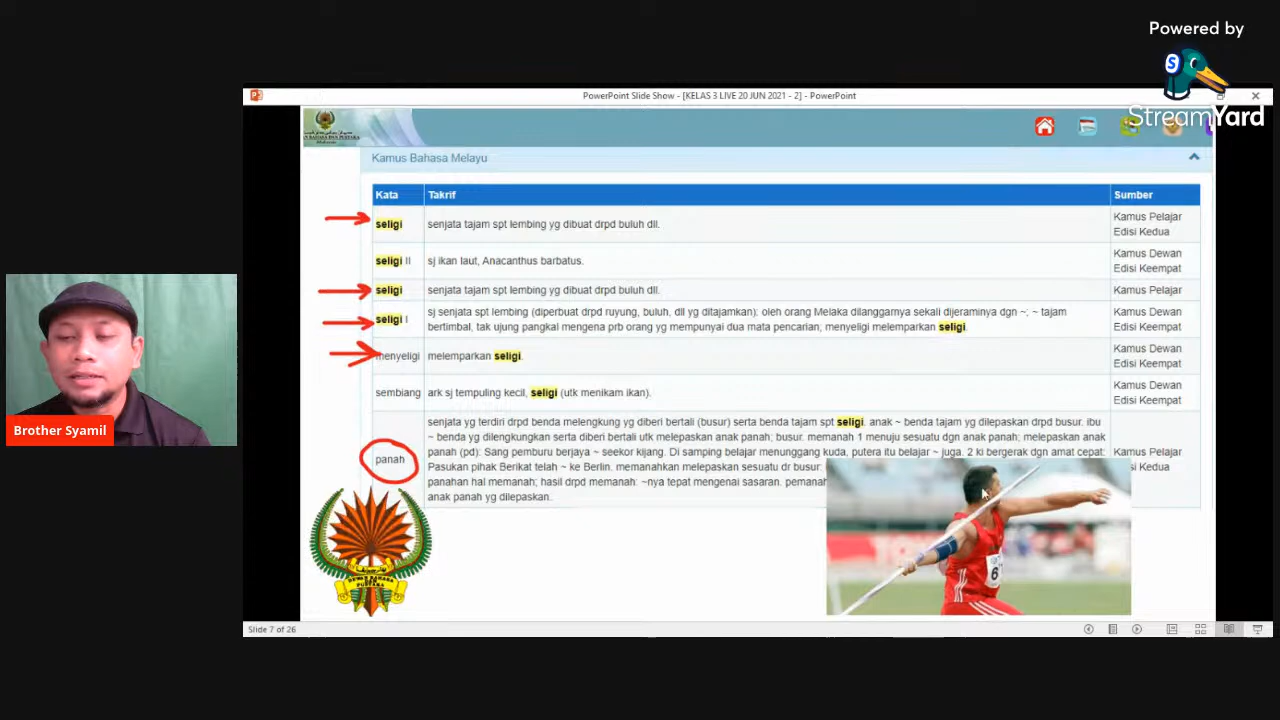 Powered by
StreamYard
PowerPoint Slide Show - [KELAS 3 LIVE 20 JUN 2021 - 2] - PowerPoint
Kamus Bahasa Melayu
Kata Takrif Sumber
seligi senjata tajam spt lembing yg dibuat drpd buluh dll. Kamus Pelajar
Edisi Kedua
seligi II sj ikan laut, Anacanthus barbatus. Kamus Dewan
Edisi Keempat
seligi senjata tajam spt lembing yg dibuat drpd buluh dll. Kamus Pelajar
seligi I sj senjata spt lembing (diperbuat drpd ruyung, buluh, dll yg ditajamkan): oleh orang Melaka dilanggarnya sekali dijeraminya dgn ~; ~ tajam Kamus Dewan
bertimbal, tak ujung pangkal mengena prb orang yg mempunyai dua mata pencarian; menyeligi melemparkan seligi. Edisi Keempat
menyeligi melemparkan seligi. Kamus Dewan
Edisi Keempat
sembiang ark sj tempuling kecil, seligi (utk menikam ikan). Kamus Dewan
Edisi Keempat
panah senjata yg terdiri drpd benda melengkung yg diberi bertali (busur) serta benda tajam spt seligi. anak ~ benda tajam yg dilepaskan drpd busur. ibu
~ benda yg dilengkungkan serta diberi bertali utk melepaskan anak panah; busur. memanah 1 menuju sesuatu dgn anak panah; melepaskan anak
panah (pd): Sang pemburu berjaya ~ seekor kijang. Di samping belajar menunggang kuda, putera itu belajar ~ juga. 2 ki bergerak dgn amat cepat: Kamus Pelajar
Pasukan pihak Berikat telah ~ ke Berlin. memanahkan melepaskan sesuatu dr busur: Kedua
panahan hal memanah; hasil drpd memanah: ~nya tepat mengenai sasaran. pemanah
anak panah yg dilepaskan.
Brother Syamil
DEWAN BAHASA
DAN
PUSTAKA
6
Slide 7 of 26